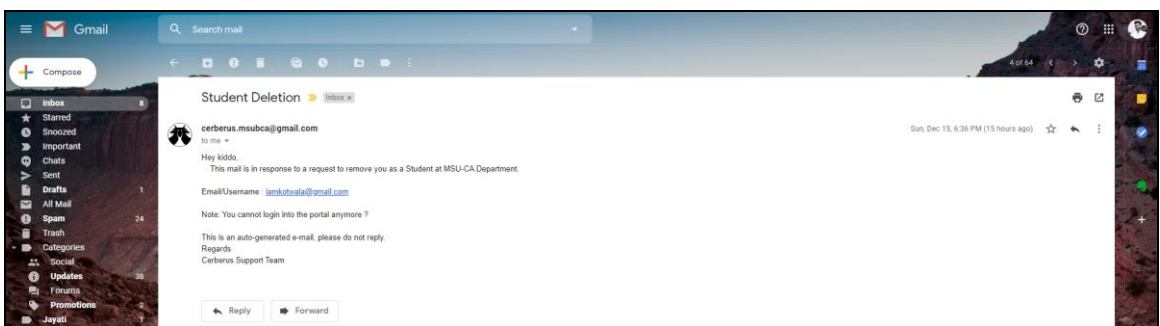 Gmail
Search mail
Compose
4 of 64
Inbox 8
Starred
Snoozed
Important
Chats
Sent
Drafts 1
All Mail
Spam 24
Trash
Categories
Social
Updates 38
Forums
Promotions 2
Jayati 1
Student Deletion Inbox x
cerberus.msubca@gmail.com Sun, Dec 15, 6:36 PM (15 hours ago)
to me
Hey kiddo,
This mail is in response to a request to remove you as a Student at MSU-CA Department.
Email/Username : iamkotwala@gmail.com
Note: You cannot login into the portal anymore ?
This is an auto-generated e-mail, please do not reply.
Regards
Cerberus Support Team
Reply Forward